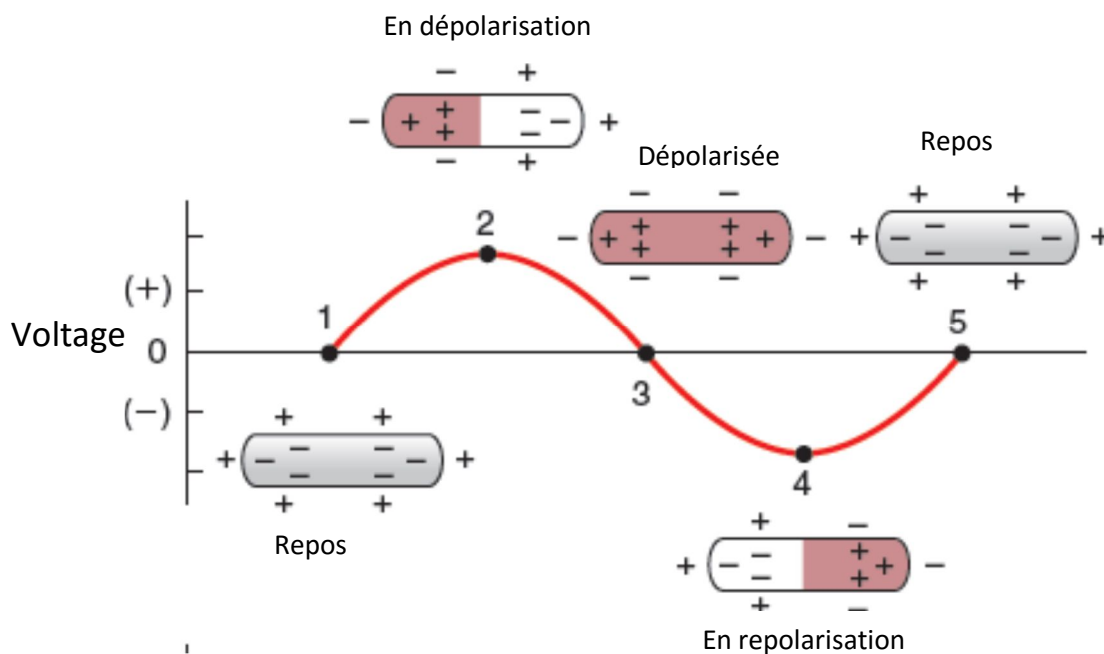 En dépolarisation
− +
− + + + − − − +
− +
Dépolarisée
Repos
− −
+ +
2
− + + + + + + −
+ − − − − − − +
− −
+ +
(+)
1
5
Voltage 0
3
(−)
+ +
+ − − − − − − +
4
+ +
Repos
+ −
+ − − − + + + −
+ −
En repolarisation